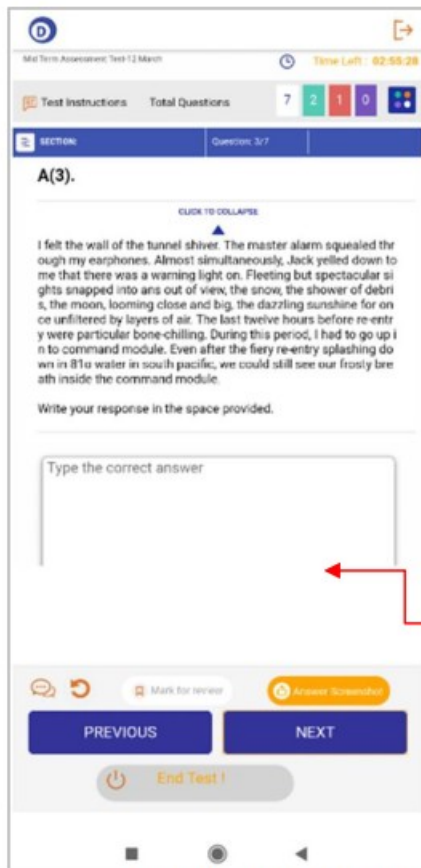 D
Mid Term Assessment Test-12 March
Time Left : 02:55:28
Test Instructions Total Questions 7 2 1 0
SECTION: Question: 3/7
A(3).
CLICK TO COLLAPSE
I felt the wall of the tunnel shiver. The master alarm squealed thr
ough my earphones. Almost simultaneously, Jack yelled down to
me that there was a warning light on. Fleeting but spectacular si
ghts snapped into ans out of view, the snow, the shower of debri
s, the moon, looming close and big, the dazzling sunshine for on
ce unfiltered by layers of air. The last twelve hours before re-entr
y were particular bone-chilling. During this period, I had to go up i
n to command module. Even after the fiery re-entry splashing do
wn in 81o water in south pacific, we could still see our frosty bre
ath inside the command module.
Write your response in the space provided.
Type the correct answer
Mark for review
Answer Screenshot
PREVIOUS NEXT
End Test !